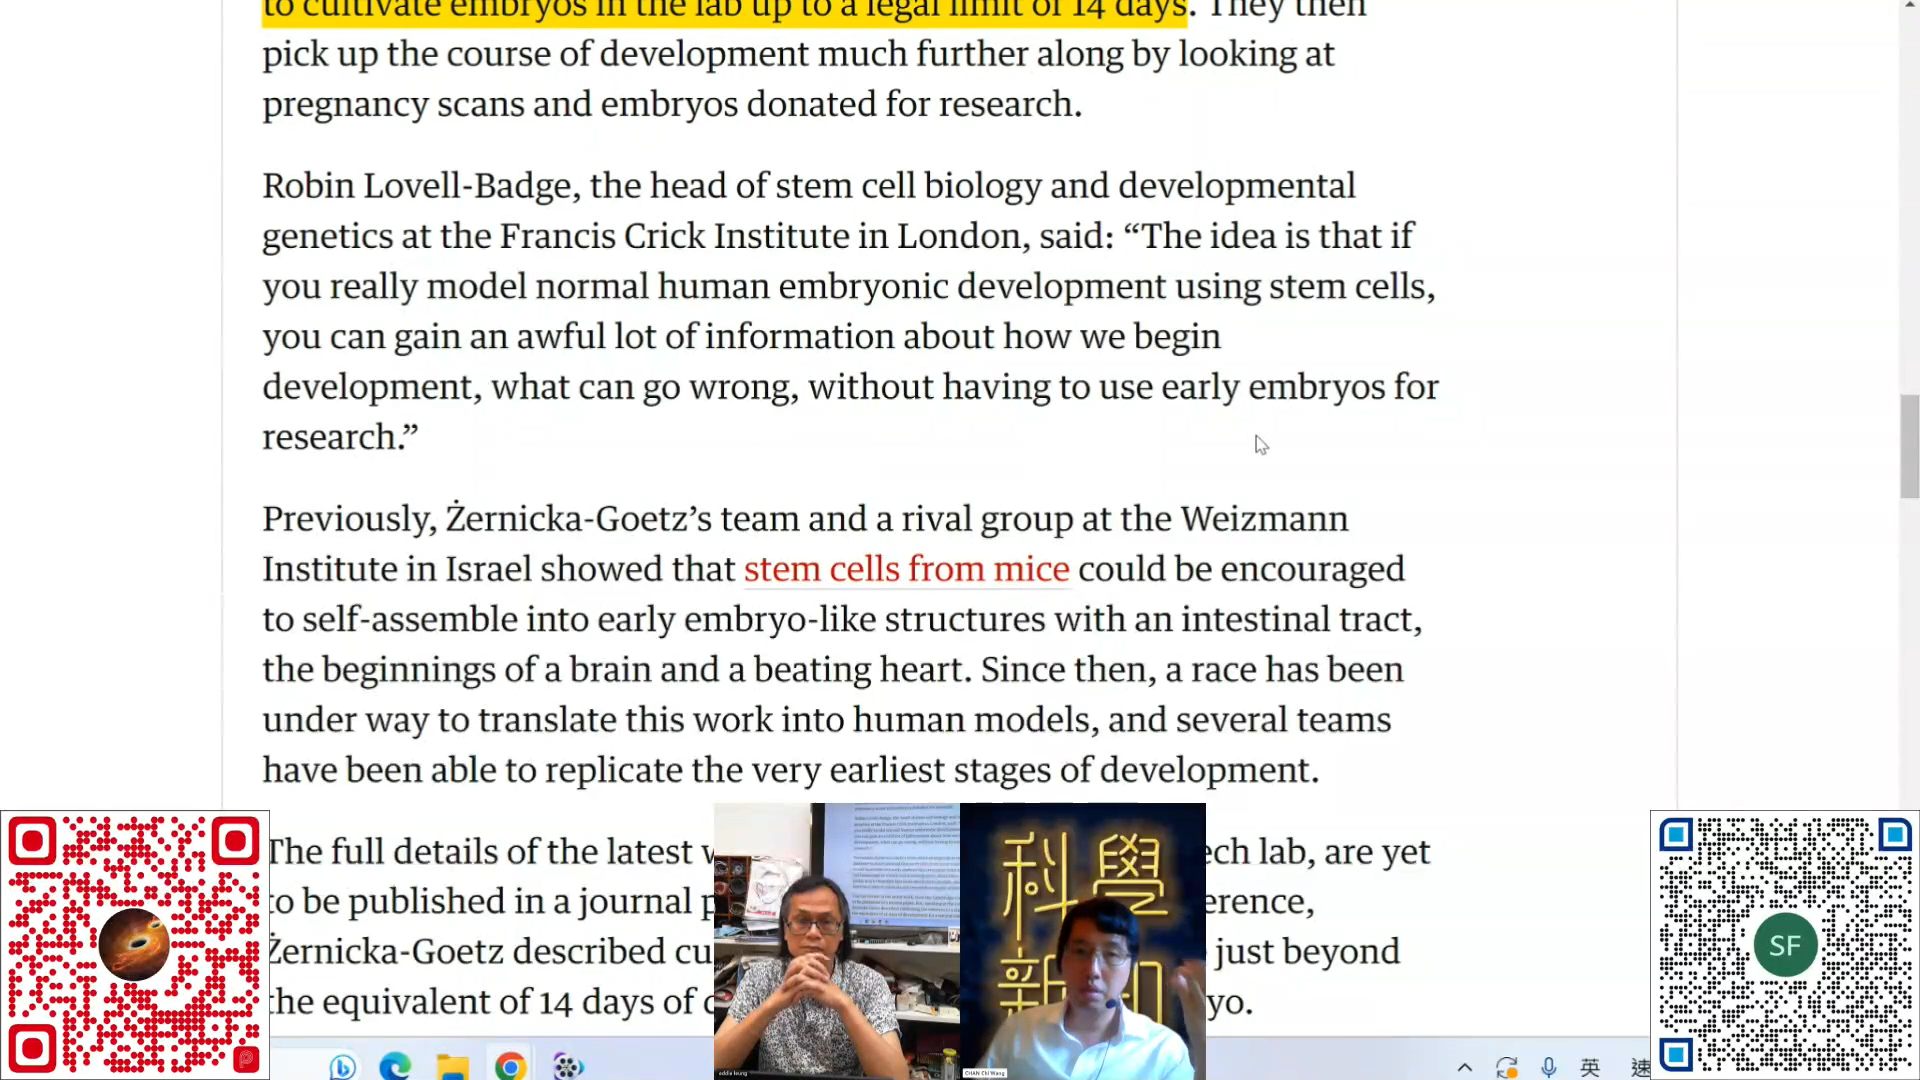 to cultivate embryos in the lab up to a legal limit of 14 days. They then
pick up the course of development much further along by looking at
pregnancy scans and embryos donated for research.
Robin Lovell-Badge, the head of stem cell biology and developmental
genetics at the Francis Crick Institute in London, said: “The idea is that if
you really model normal human embryonic development using stem cells,
you can gain an awful lot of information about how we begin
development, what can go wrong, without having to use early embryos for
research.”
Previously, Żernicka-Goetz’s team and a rival group at the Weizmann
Institute in Israel showed that stem cells from mice could be encouraged
to self-assemble into early embryo-like structures with an intestinal tract,
the beginnings of a brain and a beating heart. Since then, a race has been
under way to translate this work into human models, and several teams
have been able to replicate the very earliest stages of development.
The full details of the latest w ech lab, are yet
to be published in a journal p erence,
Żernicka-Goetz described cu just beyond
the equivalent of 14 days of yo.
科學
新
SF
addie leung
CHAN Chi Wang
英
速